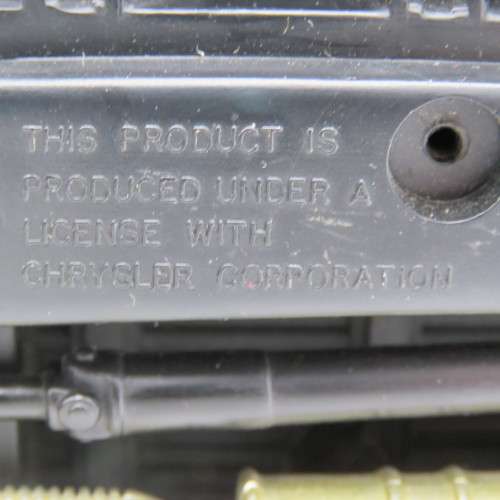 THIS PRODUCT IS
PRODUCED UNDER A
LICENSE WITH
CHRYSLER CORPORATION